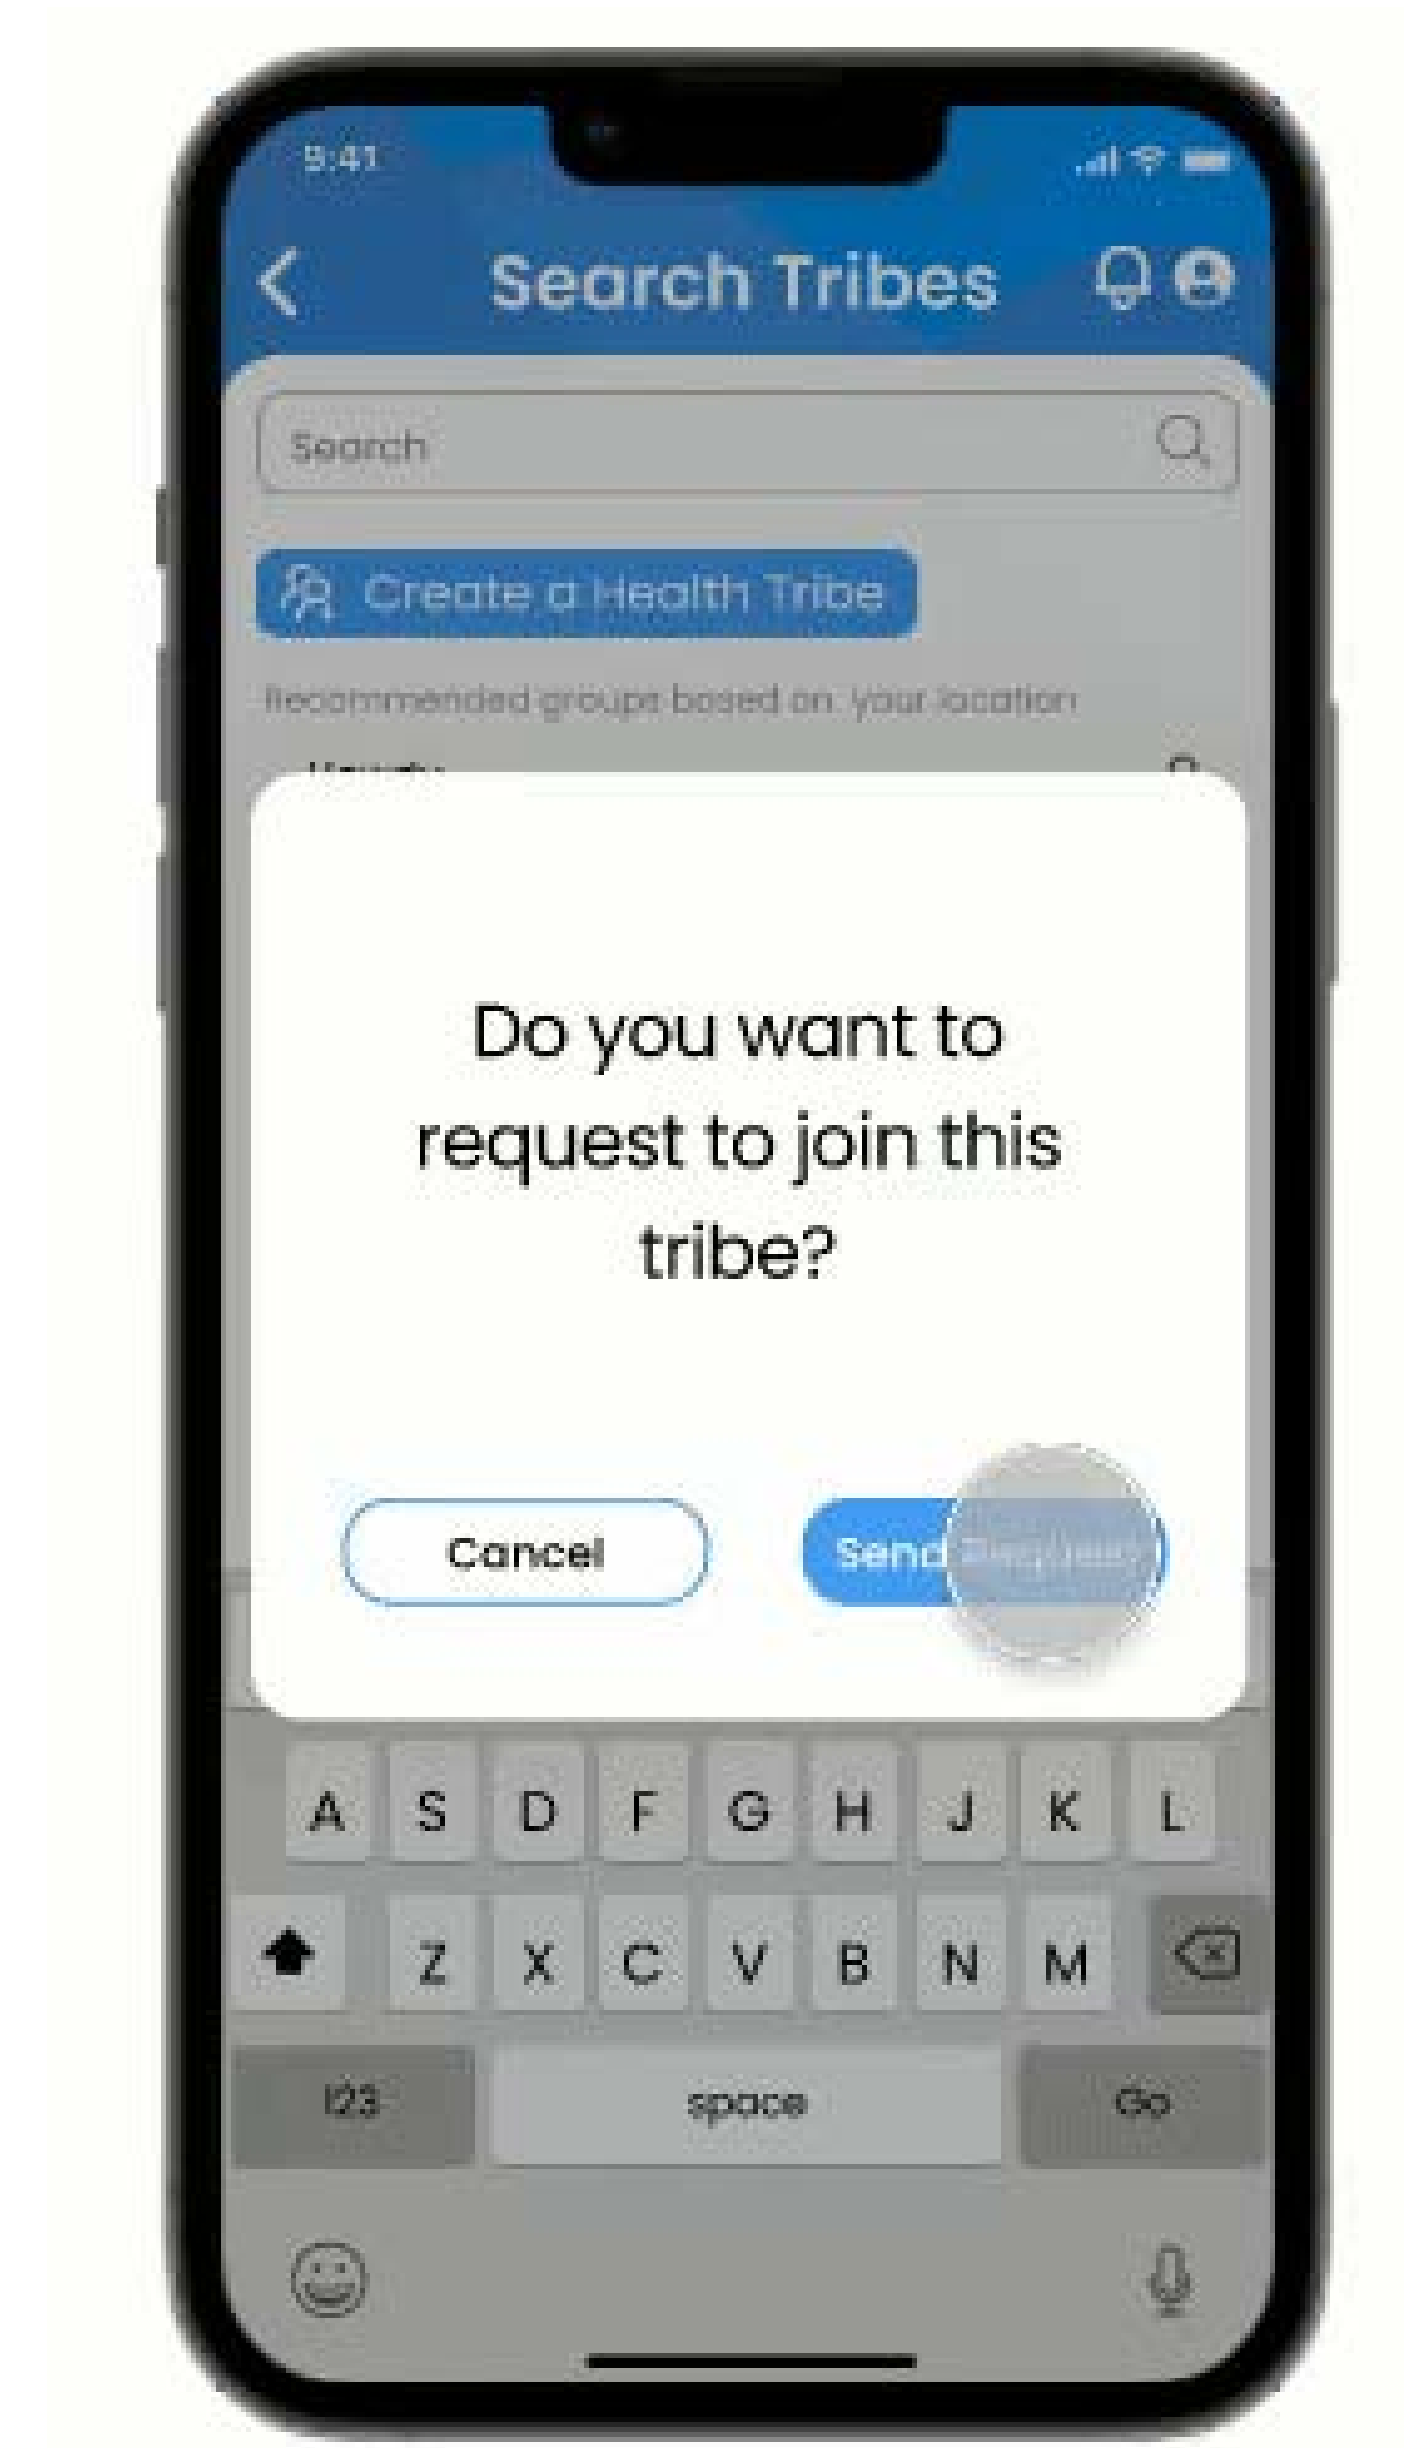 9:41
Search Tribes
Search
Create a Health Tribe
Recommended groups based on your location
Do you want to
request to join this
tribe?
Cancel
Send
A S D F G H J K L
Z X C V B N M
123 space Go